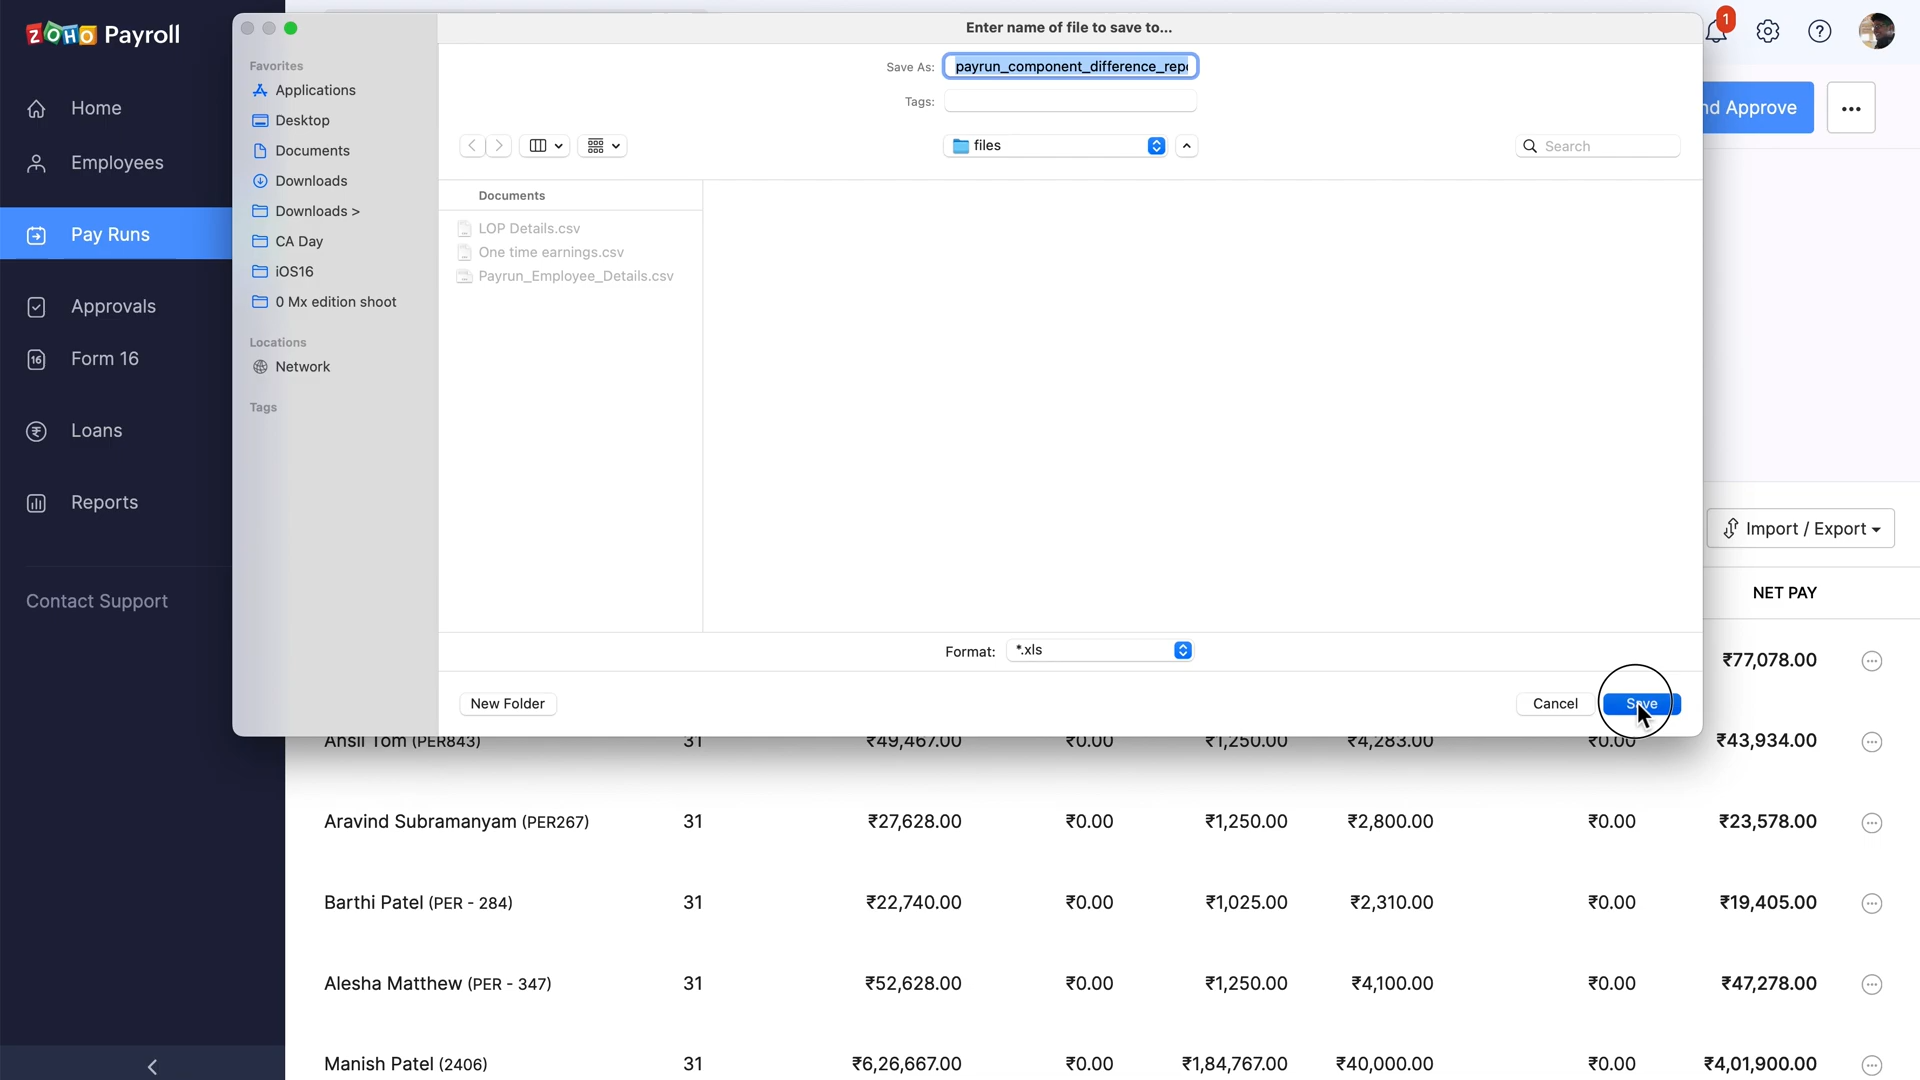 ZOHO Payroll
Home
Employees
Pay Runs
Approvals
16 Form 16
Loans
Reports
Contact Support
Enter name of file to save to...
Favorites
Applications
Desktop
Documents
Downloads
Downloads >
CA Day
iOS16
0 Mx edition shoot
Locations
Network
Tags
Save As: payrun_component_difference_rep
Tags:
files
Search
Documents
LOP Details.csv
One time earnings.csv
Payrun_Employee_Details.csv
Format: *.xls
New Folder
Cancel
Save
1
nd Approve
Import / Export
NET PAY
₹77,078.00
Ansil Tom (PER843) 31 ₹49,467.00 ₹0.00 ₹1,250.00 ₹4,283.00 ₹0.00 ₹43,934.00
Aravind Subramanyam (PER267) 31 ₹27,628.00 ₹0.00 ₹1,250.00 ₹2,800.00 ₹0.00 ₹23,578.00
Barthi Patel (PER - 284) 31 ₹22,740.00 ₹0.00 ₹1,025.00 ₹2,310.00 ₹0.00 ₹19,405.00
Alesha Matthew (PER - 347) 31 ₹52,628.00 ₹0.00 ₹1,250.00 ₹4,100.00 ₹0.00 ₹47,278.00
Manish Patel (2406) 31 ₹6,26,667.00 ₹0.00 ₹1,84,767.00 ₹40,000.00 ₹0.00 ₹4,01,900.00